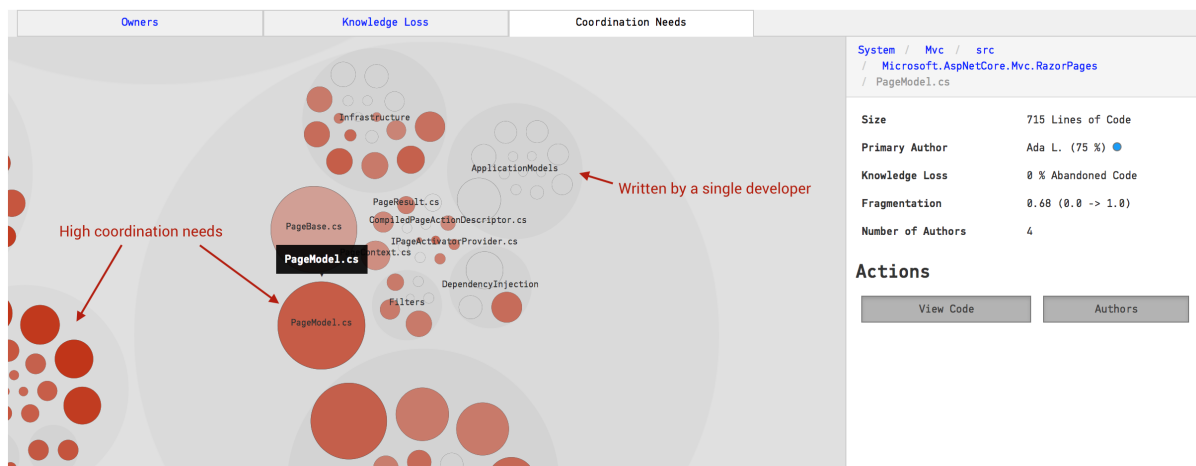 Owners
Knowledge Loss
Coordination Needs
System / Mvc / src
/ Microsoft.AspNetCore.Mvc.RazorPages
/ PageModel.cs
Size 715 Lines of Code
Primary Author Ada L. (75 %)
Knowledge Loss 0 % Abandoned Code
Fragmentation 0.68 (0.0 -> 1.0)
Number of Authors 4
Actions
View Code
Authors
Infrastructure
ApplicationModels
Written by a single developer
PageResult.cs
CompiledPageActionDescriptor.cs
PageBase.cs
High coordination needs
IPageActivatorProvider.cs
PageModel.cs
DependencyInjection
Filters
PageModel.cs